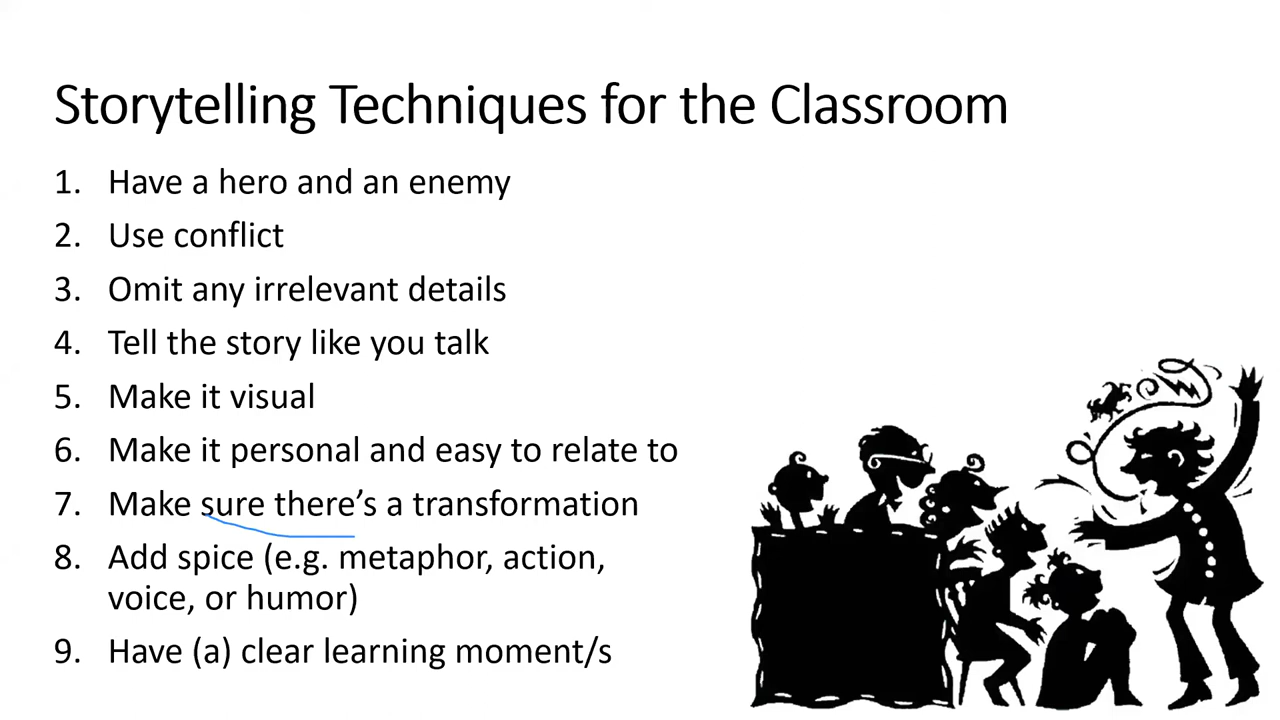 Storytelling Techniques for the Classroom
1. Have a hero and an enemy
2. Use conflict
3. Omit any irrelevant details
4. Tell the story like you talk
5. Make it visual
6. Make it personal and easy to relate to
7. Make sure there’s a transformation
8. Add spice (e.g. metaphor, action,
voice, or humor)
9. Have (a) clear learning moment/s